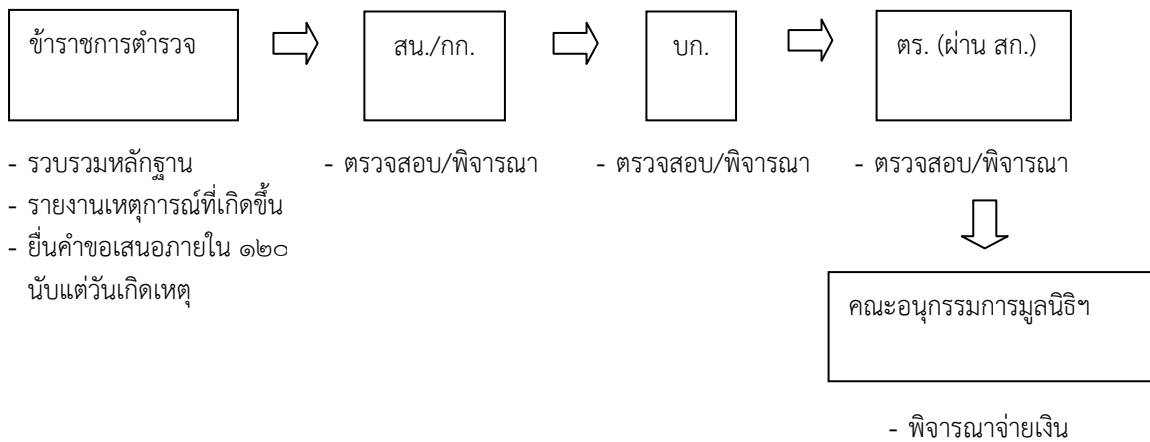 ข้าราชการตำรวจ
สน./กก.
บก.
ตร. (ผ่าน สก.)
- รวบรวมหลักฐาน
- รายงานเหตุการณ์ที่เกิดขึ้น
- ยื่นคำขอเสนอภายใน ๑๒๐
นับแต่วันเกิดเหตุ
- ตรวจสอบ/พิจารณา
- ตรวจสอบ/พิจารณา
- ตรวจสอบ/พิจารณา
คณะอนุกรรมการมูลนิธิฯ
- พิจารณาจ่ายเงิน